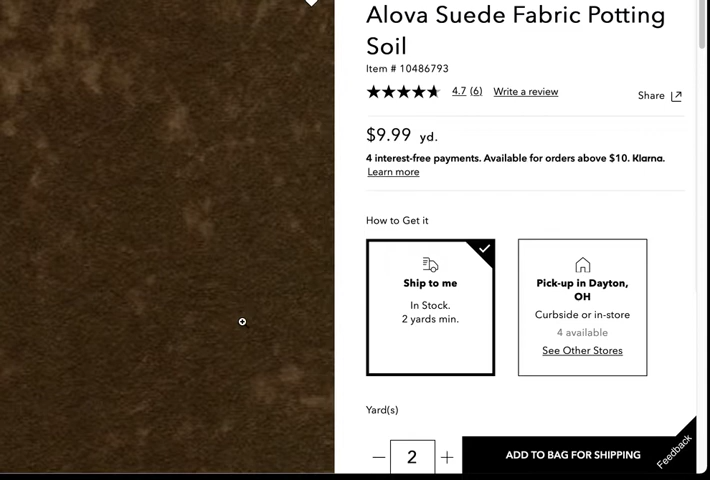 Alova Suede Fabric Potting
Soil
Item # 10486793
4.7 (6) Write a review
Share
$9.99 yd.
4 interest-free payments. Available for orders above $10. Klarna.
Learn more
How to Get it
Ship to me
In Stock.
2 yards min.
Pick-up in Dayton,
OH
Curbside or in-store
4 available
See Other Stores
Yard(s)
2
ADD TO BAG FOR SHIPPING
Feedback